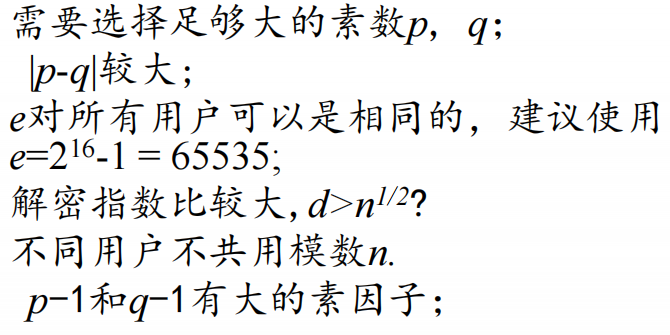 需要选择足够大的素数p, q;
|p-q|较大;
e对所有用户可以是相同的, 建议使用
e=2¹⁶-1 = 65535;
解密指数比较大, d>n¹ᐟ²?
不同用户不共用模数n.
p-1和q-1有大的素因子;